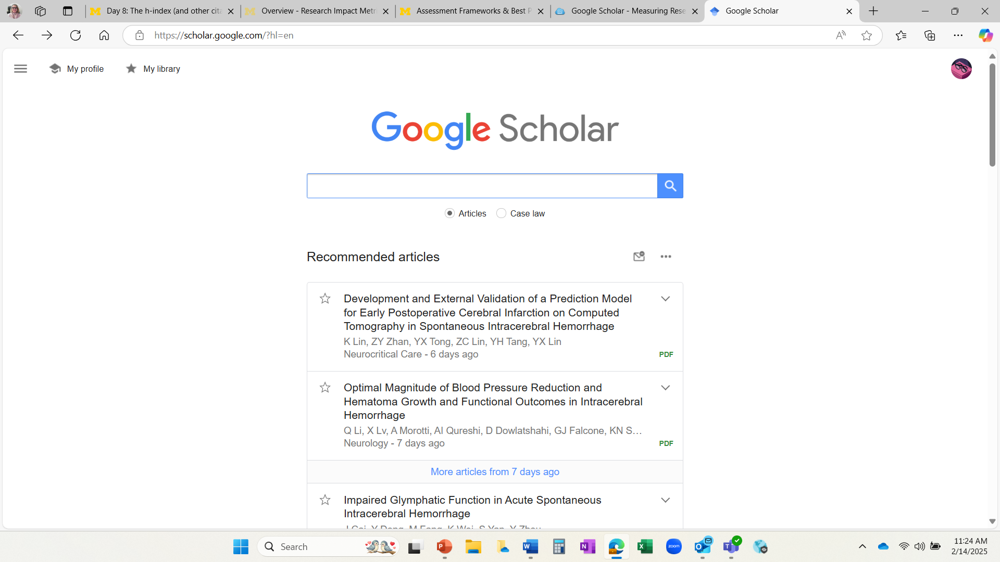 Day 8: The h-index (and other cita
Overview - Research Impact Metri
Assessment Frameworks & Best P
Google Scholar - Measuring Rese
Google Scholar
https://scholar.google.com/?hl=en
My profile
My library
Google Scholar
Articles
Case law
Recommended articles
Development and External Validation of a Prediction Model
for Early Postoperative Cerebral Infarction on Computed
Tomography in Spontaneous Intracerebral Hemorrhage
K Lin, ZY Zhan, YX Tong, ZC Lin, YH Tang, YX Lin
Neurocritical Care - 6 days ago
PDF
Optimal Magnitude of Blood Pressure Reduction and
Hematoma Growth and Functional Outcomes in Intracerebral
Hemorrhage
Q Li, X Lv, A Morotti, AI Qureshi, D Dowlatshahi, GJ Falcone, KN S…
Neurology - 7 days ago
PDF
More articles from 7 days ago
Impaired Glymphatic Function in Acute Spontaneous
Intracerebral Hemorrhage
Search
zoom
11:24 AM
2/14/2025